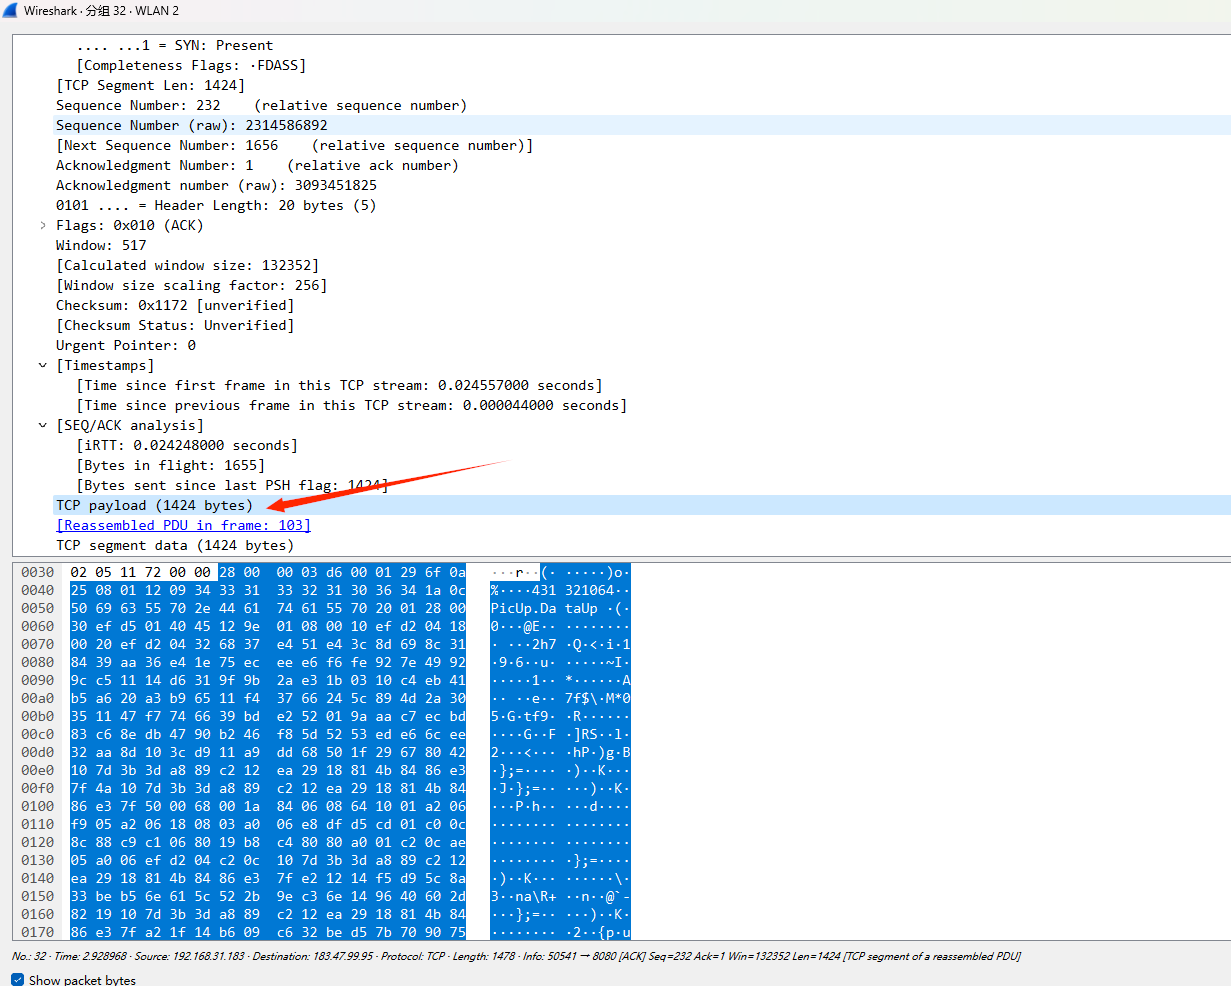 Wireshark · 分组 32 · WLAN 2
.... ...1 = SYN: Present
[Completeness Flags: ·FDASS]
[TCP Segment Len: 1424]
Sequence Number: 232    (relative sequence number)
Sequence Number (raw): 2314586892
[Next Sequence Number: 1656    (relative sequence number)]
Acknowledgment Number: 1    (relative ack number)
Acknowledgment number (raw): 3093451825
0101 .... = Header Length: 20 bytes (5)
Flags: 0x010 (ACK)
Window: 517
[Calculated window size: 132352]
[Window size scaling factor: 256]
Checksum: 0x1172 [unverified]
[Checksum Status: Unverified]
Urgent Pointer: 0
[Timestamps]
[Time since first frame in this TCP stream: 0.024557000 seconds]
[Time since previous frame in this TCP stream: 0.000044000 seconds]
[SEQ/ACK analysis]
[iRTT: 0.024248000 seconds]
[Bytes in flight: 1655]
[Bytes sent since last PSH flag: 1424]
TCP payload (1424 bytes)
[Reassembled PDU in frame: 103]
TCP segment data (1424 bytes)
0030 02 05 11 72 00 00 28 00 00 03 d6 00 01 29 6f 0a ···r··(· ·····)o·
0040 25 08 01 12 09 34 33 31 33 32 31 30 36 34 1a 0c %····431 321064··
0050 50 69 63 55 70 2e 44 61 74 61 55 70 20 01 28 00 PicUp.Da taUp ·(·
0060 30 ef d5 01 40 45 12 9e 01 08 00 10 ef d2 04 18 0···@E·· ········
0070 00 20 ef d2 04 32 68 37 e4 51 e4 3c 8d 69 8c 31 · ···2h7 ·Q·<·i·1
0080 84 39 aa 36 e4 1e 75 ec ee e6 f6 fe 92 7e 49 92 ·9·6··u· ·····~I·
0090 9c c5 11 14 d6 31 9f 9b 2a e3 1b 03 10 c4 eb 41 ·····1·· *······A
00a0 b5 a6 20 a3 b9 65 11 f4 37 66 24 5c 89 4d 2a 30 ·· ··e·· 7f$\·M*0
00b0 35 11 47 f7 74 66 39 bd e2 52 01 9a aa c7 ec bd 5·G·tf9· ·R······
00c0 83 c6 8e db 47 90 b2 46 f8 5d 52 53 ed e6 6c ee ····G··F ·]RS··l·
00d0 32 aa 8d 10 3c d9 11 a9 dd 68 50 1f 29 67 80 42 2···<··· ·hP·)g·B
00e0 10 7d 3b 3d a8 89 c2 12 ea 29 18 81 4b 84 86 e3 ·};=···· ·)··K···
00f0 7f 4a 10 7d 3b 3d a8 89 c2 12 ea 29 18 81 4b 84 ·J·};=·· ···)··K·
0100 86 e3 7f 50 00 68 00 1a 84 06 08 64 10 01 a2 06 ···P·h·· ···d····
0110 f9 05 a2 06 18 08 03 a0 06 e8 df d5 cd 01 c0 0c ········ ········
0120 8c 88 c9 c1 06 80 19 b8 c4 80 80 a0 01 c2 0c ae ········ ········
0130 05 a0 06 ef d2 04 c2 0c 10 7d 3b 3d a8 89 c2 12 ········ ·};=····
0140 ea 29 18 81 4b 84 86 e3 7f e2 12 14 f5 d9 5c 8a ·)··K··· ······\·
0150 33 be b5 6e 61 5c 52 2b 9e c3 6e 14 96 40 60 2d 3··na\R+ ··n··@`-
0160 82 19 10 7d 3b 3d a8 89 c2 12 ea 29 18 81 4b 84 ···};=·· ···)··K·
0170 86 e3 7f a2 1f 14 b6 09 c6 32 be d5 7b 70 90 75 ········ ·2··{p·u
No.: 32 · Time: 2.928968 · Source: 192.168.31.183 · Destination: 183.47.99.95 · Protocol: TCP · Length: 1478 · Info: 50541 → 8080 [ACK] Seq=232 Ack=1 Win=132352 Len=1424 [TCP segment of a reassembled PDU]
Show packet bytes